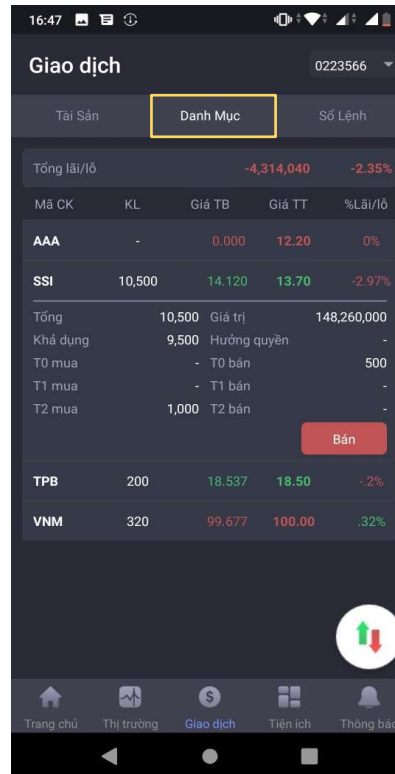 16:47
Giao dịch 0223566
Tài Sản Danh Mục Sổ Lệnh
Tổng lãi/lỗ -4,314,040 -2.35%
Mã CK KL Giá TB Giá TT %Lãi/lỗ
AAA - 0.000 12.20 0%
SSI 10,500 14.120 13.70 -2.97%
Tổng 10,500 Giá trị 148,260,000
Khả dụng 9,500 Hưởng quyền -
T0 mua - T0 bán 500
T1 mua - T1 bán -
T2 mua 1,000 T2 bán -
Bán
TPB 200 18.537 18.50 -.2%
VNM 320 99.677 100.00 .32%
Trang chủ Thị trường Giao dịch Tiện ích Thông báo